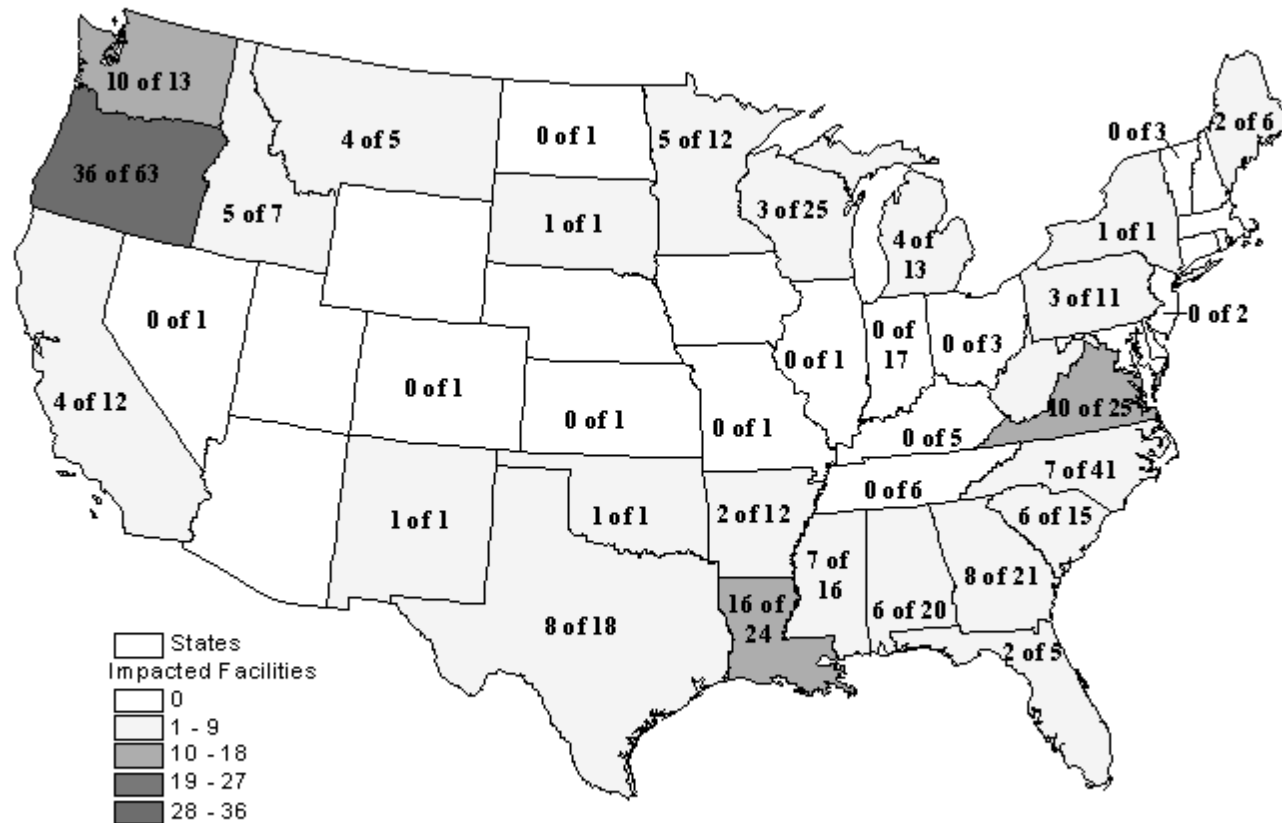 10 of 13
4 of 5
0 of 1
5 of 12
0 of 3
2 of 6
36 of 63
5 of 7
1 of 1
3 of 25
4 of
13
1 of 1
3 of 11
0 of 2
0 of 1
4 of 12
0 of 1
0 of 1
0 of 1
0 of 1
0 of
17
0 of 3
10 of 25
0 of 5
7 of 41
0 of 6
1 of 1
1 of 1
2 of 12
6 of 15
7 of
16
8 of 21
6 of 20
8 of 18
16 of
24
2 of 5
States
Impacted Facilities
0
1 - 9
10 - 18
19 - 27
28 - 36